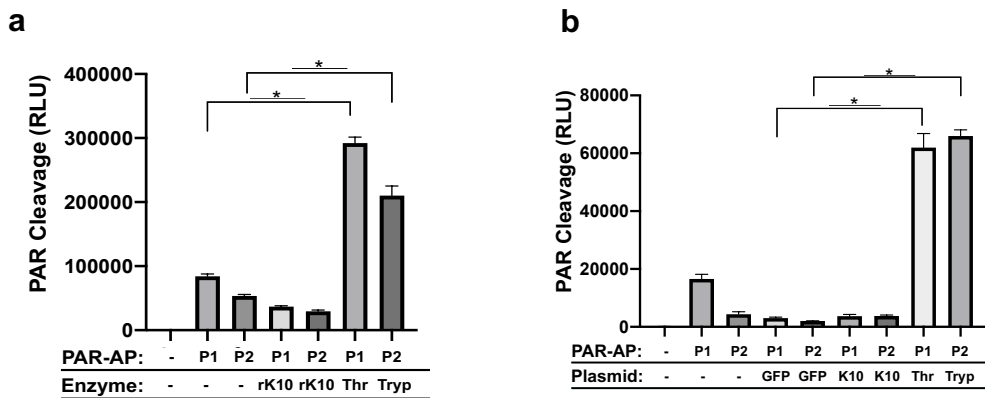 a
PAR Cleavage (RLU)
400000
300000
200000
100000
0
*
*
PAR-AP: - P1 P2 P1 P2 P1 P2
Enzyme: - - - rK10 rK10 Thr Tryp
b
PAR Cleavage (RLU)
80000
60000
40000
20000
0
*
*
PAR-AP: - P1 P2 P1 P2 P1 P2 P1 P2
Plasmid: - - - GFP GFP K10 K10 Thr Tryp